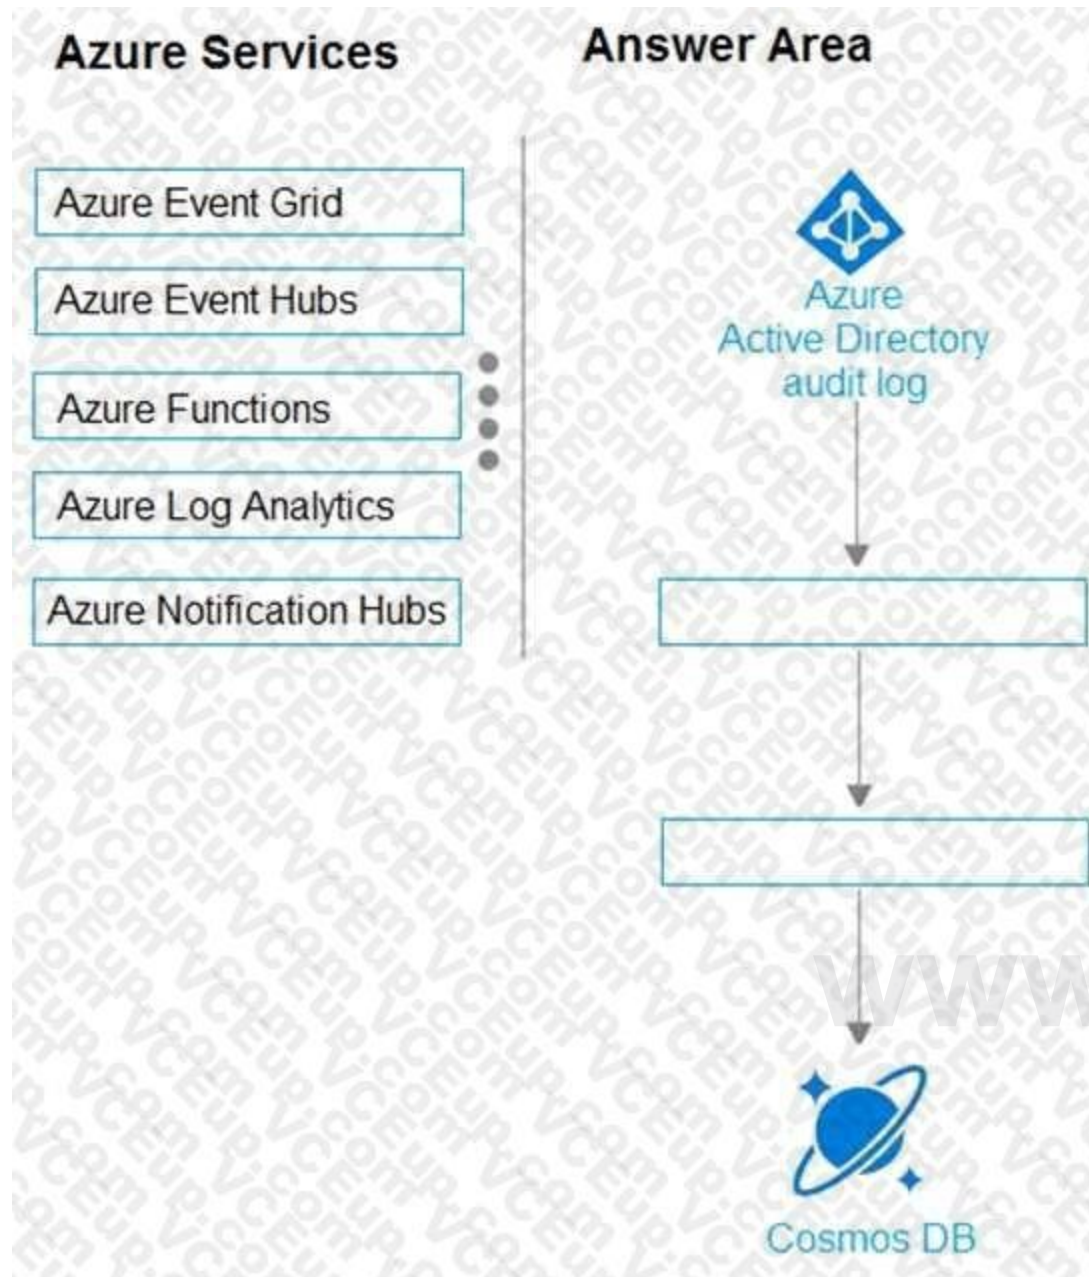 Azure Services
Answer Area
Azure Event Grid
Azure Event Hubs
Azure Functions
Azure Log Analytics
Azure Notification Hubs
Azure
Active Directory
audit log
Cosmos DB
www